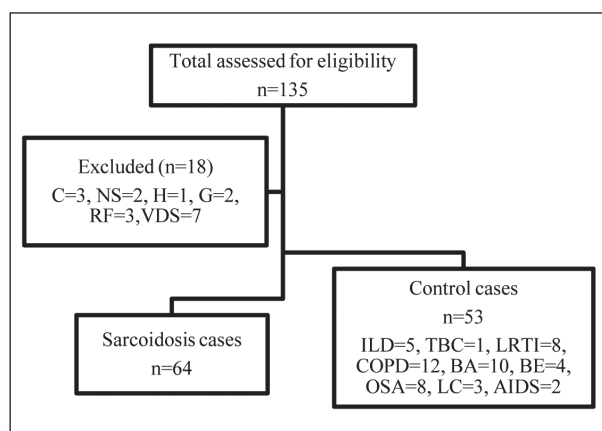 Total assessed for eligibility
n=135
Excluded (n=18)
C=3, NS=2, H=1, G=2,
RF=3,VDS=7
Sarcoidosis cases
n=64
Control cases
n=53
ILD=5, TBC=1, LRTI=8,
COPD=12, BA=10, BE=4,
OSA=8, LC=3, AIDS=2